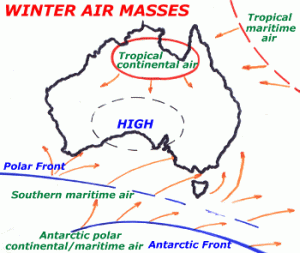 WINTER AIR MASSES
Tropical
maritime
air
Tropical
continental air
HIGH
Polar Front
Southern maritime air
Antarctic polar
continental/maritime air
Antarctic Front